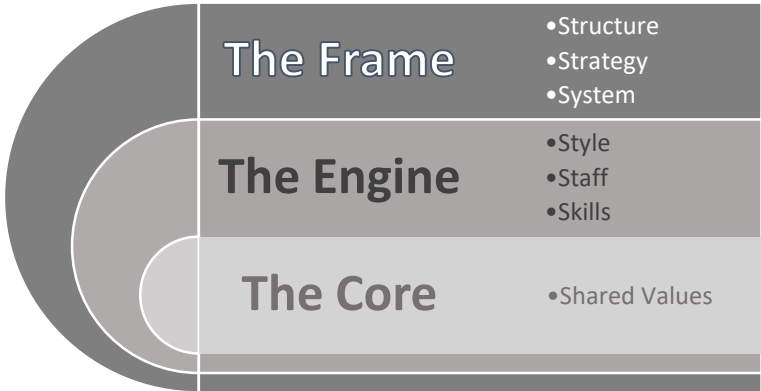 The Frame
•Structure
•Strategy
•System
The Engine
•Style
•Staff
•Skills
The Core
•Shared Values